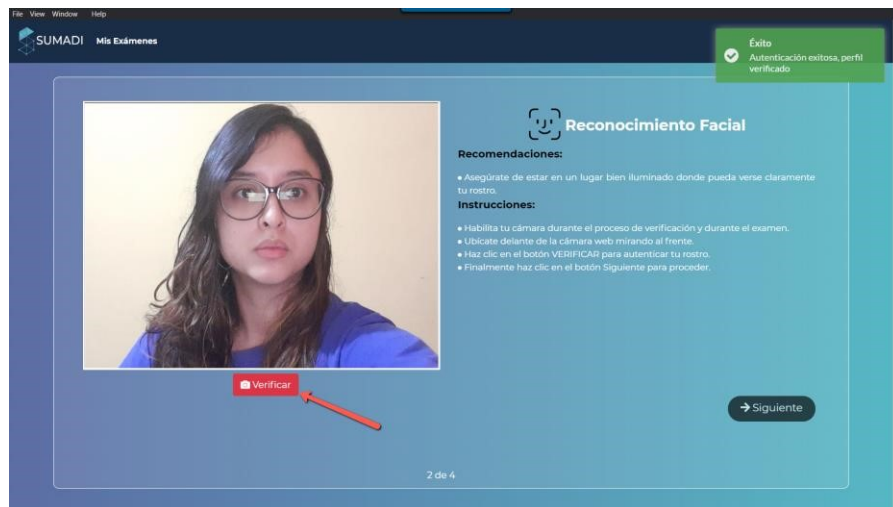 File View Window Help
SUMADI Mis Exámenes
Éxito
Autenticación exitosa, perfil
verificado
Reconocimiento Facial
Recomendaciones:
• Asegúrate de estar en un lugar bien iluminado donde pueda verse claramente
tu rostro.
Instrucciones:
• Habilita tu cámara durante el proceso de verificación y durante el examen.
• Ubícate delante de la cámara web mirando al frente.
• Haz clic en el botón VERIFICAR para autenticar tu rostro.
• Finalmente haz clic en el botón Siguiente para proceder.
Verificar
Siguiente
2 de 4